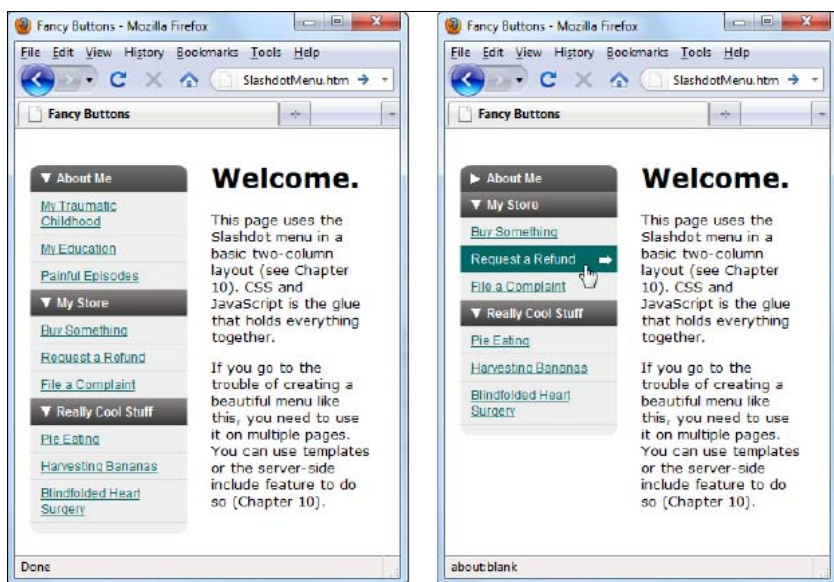 Fancy Buttons - Mozilla Firefox
File Edit View History Bookmarks Tools Help
SlashdotMenu.htm
Fancy Buttons
▼ About Me
My Traumatic
Childhood
My Education
Painful Episodes
▼ My Store
Buy Something
Request a Refund
File a Complaint
▼ Really Cool Stuff
Pie Eating
Harvesting Bananas
Blindfolded Heart
Surgery
Welcome.
This page uses the
Slashdot menu in a
basic two-column
layout (see Chapter
10). CSS and
JavaScript is the glue
that holds everything
together.
If you go to the
trouble of creating a
beautiful menu like
this, you need to use
it on multiple pages.
You can use templates
or the server-side
include feature to do
so (Chapter 10).
Done
Fancy Buttons - Mozilla Firefox
File Edit View History Bookmarks Tools Help
SlashdotMenu.htm
Fancy Buttons
► About Me
▼ My Store
Buy Something
Request a Refund
File a Complaint
▼ Really Cool Stuff
Pie Eating
Harvesting Bananas
Blindfolded Heart
Surgery
Welcome.
This page uses the
Slashdot menu in a
basic two-column
layout (see Chapter
10). CSS and
JavaScript is the glue
that holds everything
together.
If you go to the
trouble of creating a
beautiful menu like
this, you need to use
it on multiple pages.
You can use templates
or the server-side
include feature to do
so (Chapter 10).
about:blank